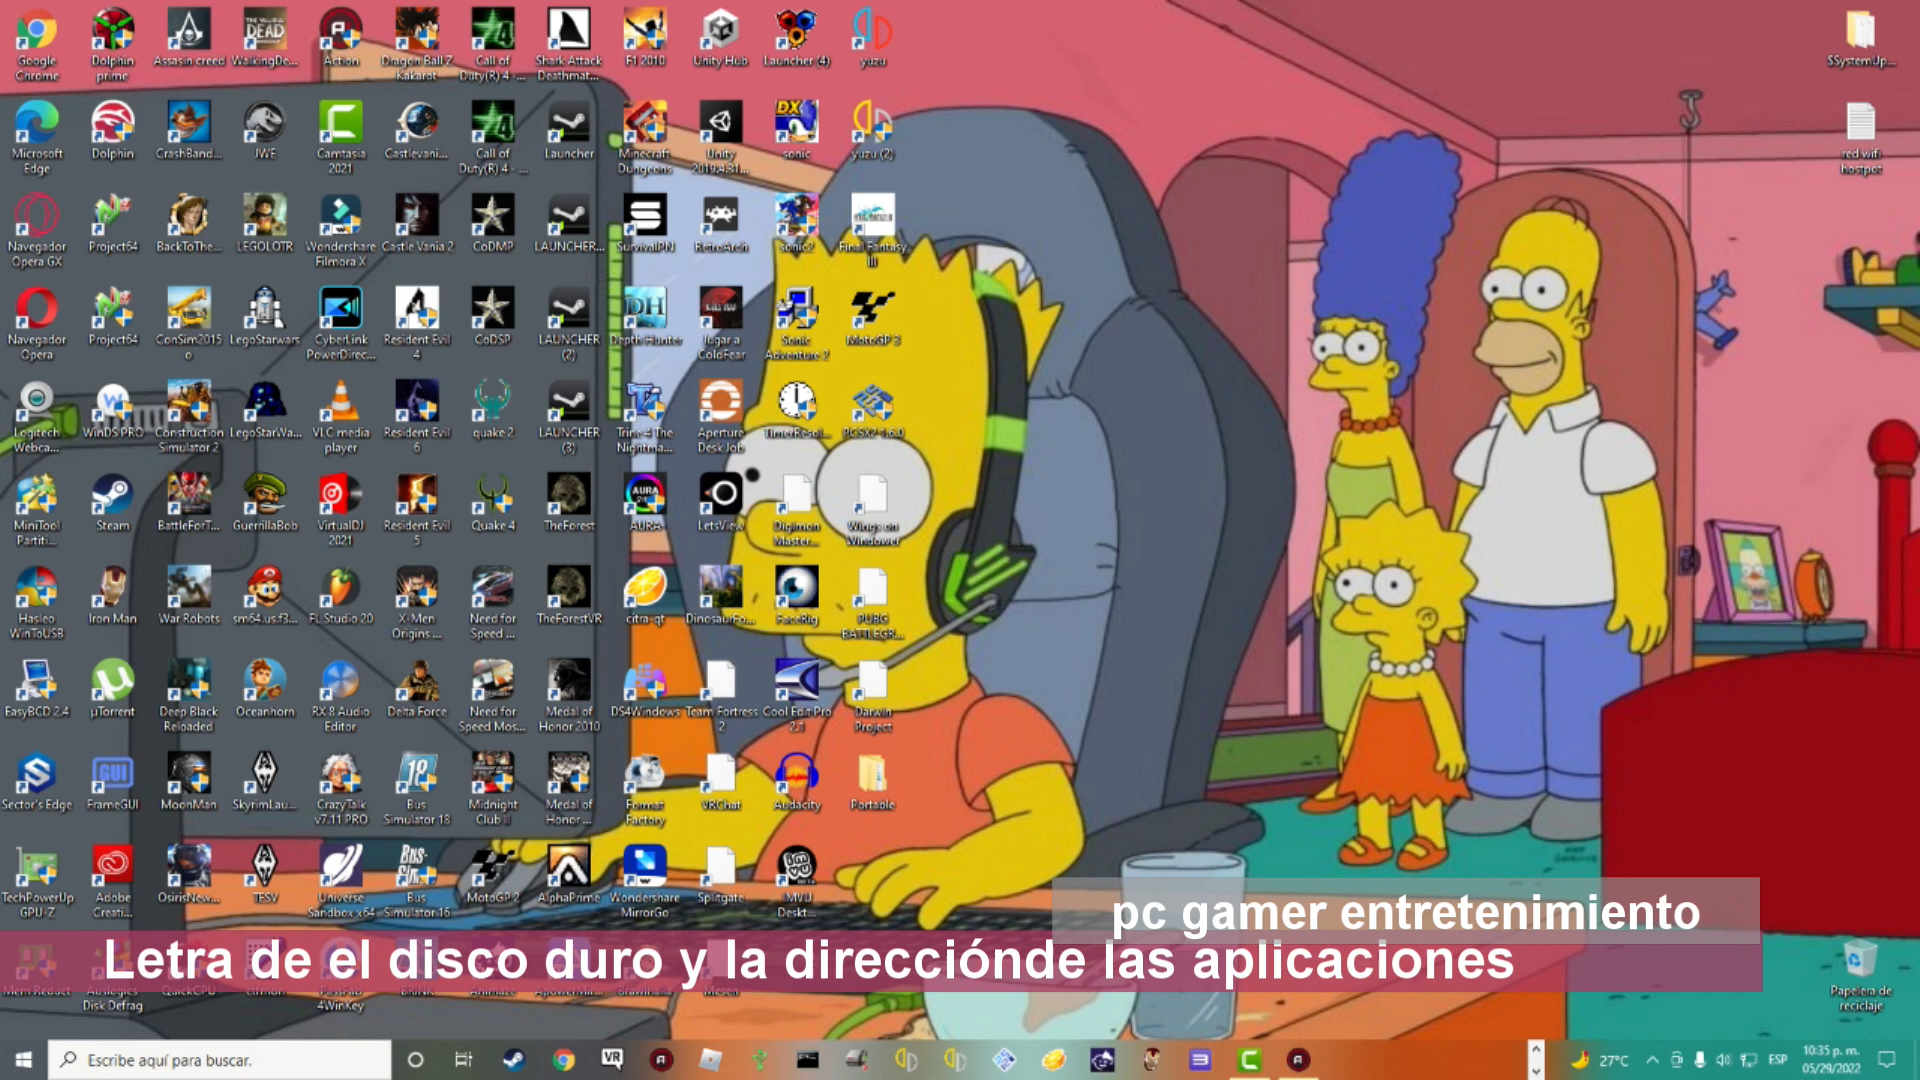 Google Chrome
Dolphin prime
Assasin creed
WalkingDe...
Action
Dragon Ball Z Kakarot
Call of Duty(R) 4 - ...
Shark Attack Deathmat...
F1 2010
Unity Hub
Launcher (4)
yuzu
$SystemUp...
Microsoft Edge
Dolphin
CrashBand...
JWE
Camtasia 2021
Castlevani...
Call of Duty(R) 4 - ...
Launcher
Minecraft Dungeons
Unity 2019.4.31...
sonic
yuzu (2)
red wifi hostpot
Navegador Opera GX
Project64
BackToThe...
LEGOLOTR
Wondershare Filmora X
Castle Vania 2
CoDMP
LAUNCHER...
SurvivalPN
RetroArch
sonic2
Final Fantasy III
Navegador Opera
Project64
ConSim2015
LegoStarwars
CyberLink PowerDirec...
Resident Evil 4
CoDSP
LAUNCHER (2)
Depth Hunter
Jugar a ColdFear
Sonic Adventure 2
MotoGP 3
Logitech Webca...
WinDS PRO
Construction Simulator 2
LegoStarWa...
VLC media player
Resident Evil 6
quake 2
LAUNCHER (3)
Trine 4 The Nightma...
Aperture Desk Job
TimerResol...
PCSX2 1.6.0
MiniTool Partiti...
Steam
BattleForT...
GuerrillaBob
VirtualDJ 2021
Resident Evil 5
Quake 4
TheForest
AURA
LetsView
Digimon Master...
Wings on Windower
Hasleo WinToUSB
Iron Man
War Robots
sm64.us.f3...
FL Studio 20
X-Men Origins ...
Need for Speed ...
TheForestVR
citra-qt
DinosaurFo...
FaceRig
PUBG BATTLEGR...
EasyBCD 2.4
µTorrent
Deep Black Reloaded
Oceanhorn
RX 8 Audio Editor
Delta Force
Need for Speed Mos...
Medal of Honor 2010
DS4Windows
Team Fortress 2
Cool Edit Pro 2.1
Darwin Project
Sector's Edge
FrameGUI
MoonMan
SkyrimLau...
CrazyTalk v7.11 PRO
Bus Simulator 18
Midnight Club II
Medal of Honor ...
Format Factory
VRChat
Audacity
Portable
TechPowerUp GPU-Z
Adobe Creati...
OsirisNew...
TESV
Universe Sandbox x64
Bus Simulator 16
MotoGP 2
AlphaPrime
Wondershare MirrorGo
Splitgate
IMVU Deskt...
pc gamer entretenimiento
Letra de el disco duro y la direcciónde las aplicaciones
Mem Reduct
Auslogics Disk Defrag
QuickCPU
4WinKey
Mesen
Papelera de reciclaje
Escribe aquí para buscar.
27°C
ESP
10:35 p. m.
05/29/2022